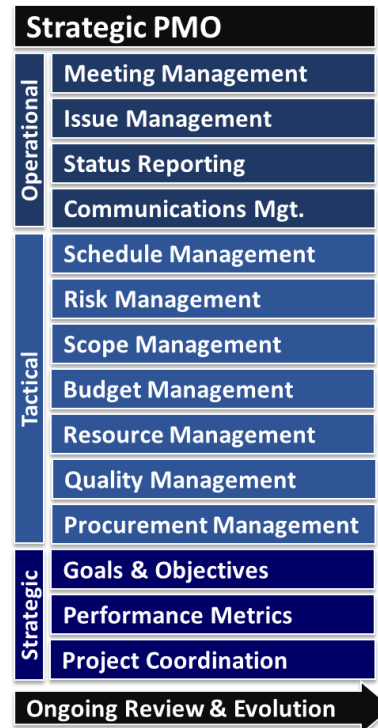 Strategic PMO
Operational
Meeting Management
Issue Management
Status Reporting
Communications Mgt.
Tactical
Schedule Management
Risk Management
Scope Management
Budget Management
Resource Management
Quality Management
Procurement Management
Strategic
Goals & Objectives
Performance Metrics
Project Coordination
Ongoing Review & Evolution